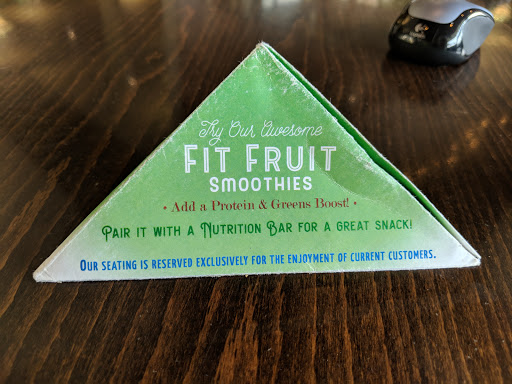 Try Our Awesome
FIT FRUIT
SMOOTHIES
• Add a Protein & Greens Boost! •
PAIR IT WITH A NUTRITION BAR FOR A GREAT SNACK!
OUR SEATING IS RESERVED EXCLUSIVELY FOR THE ENJOYMENT OF CURRENT CUSTOMERS.